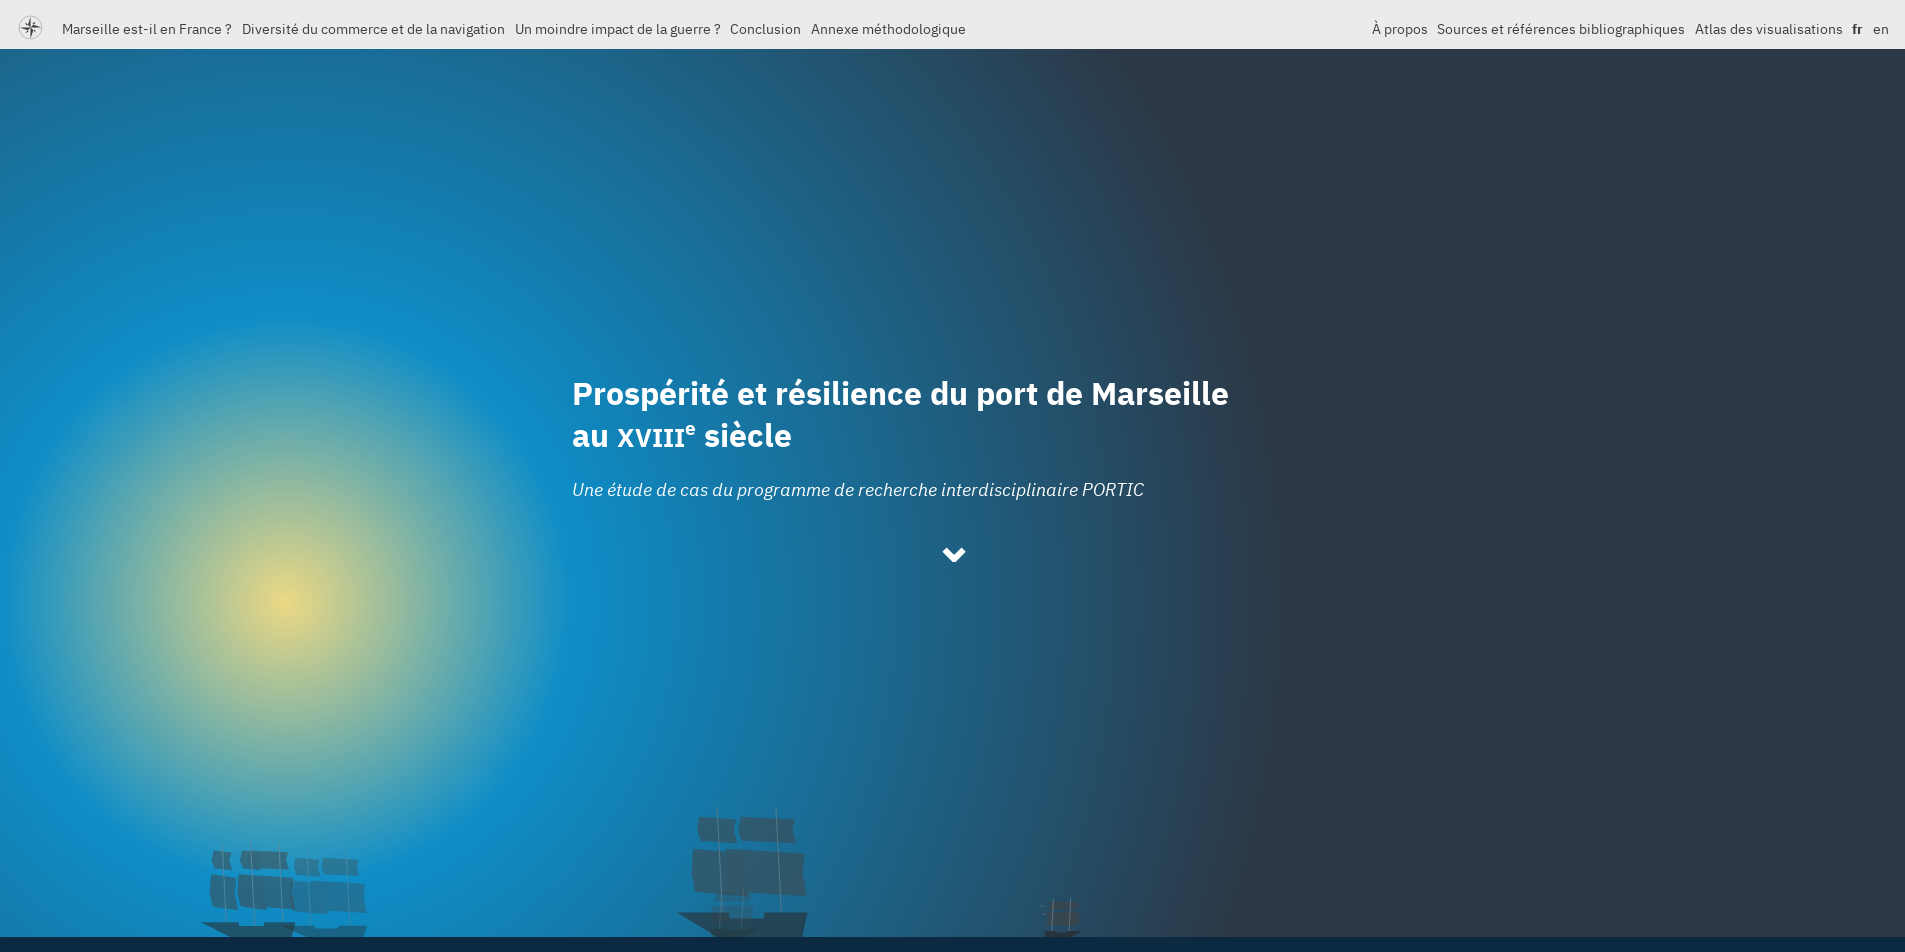 Marseille est-il en France ? Diversité du commerce et de la navigation Un moindre impact de la guerre ? Conclusion Annexe méthodologique À propos Sources et références bibliographiques Atlas des visualisations fr en
Prospérité et résilience du port de Marseille
au XVIIIe siècle
Une étude de cas du programme de recherche interdisciplinaire PORTIC